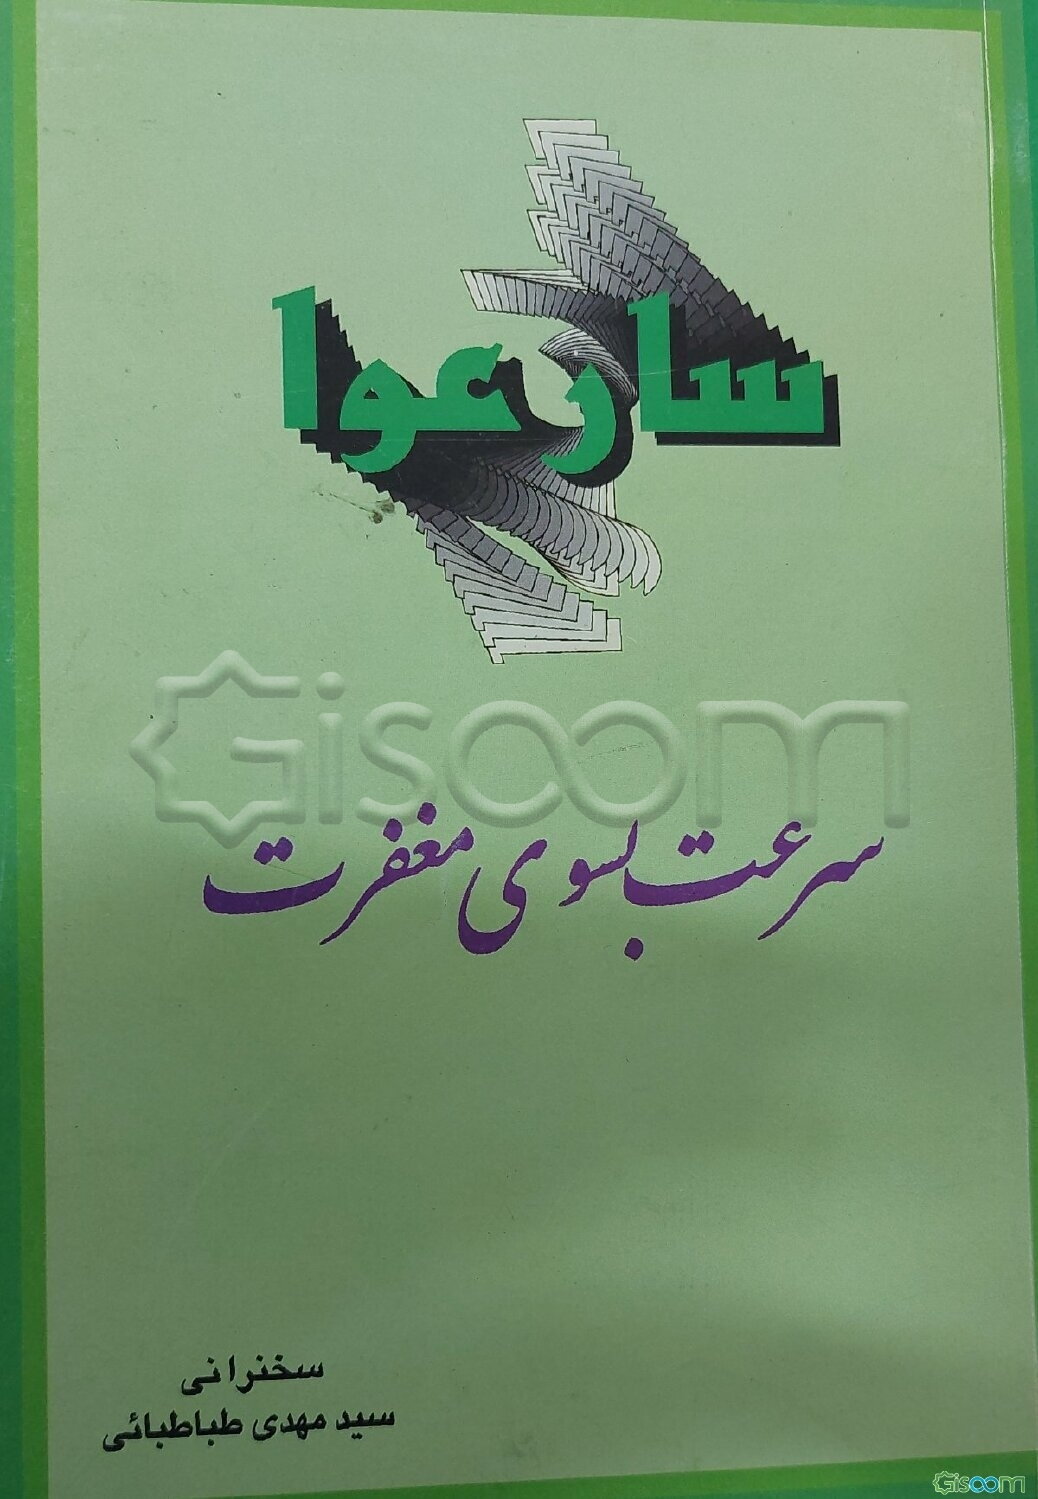 سارعوا
Gisoom
سرعت بسوی مغفرت
سخنرانی
سید مهدی طباطبائی
Gisoom